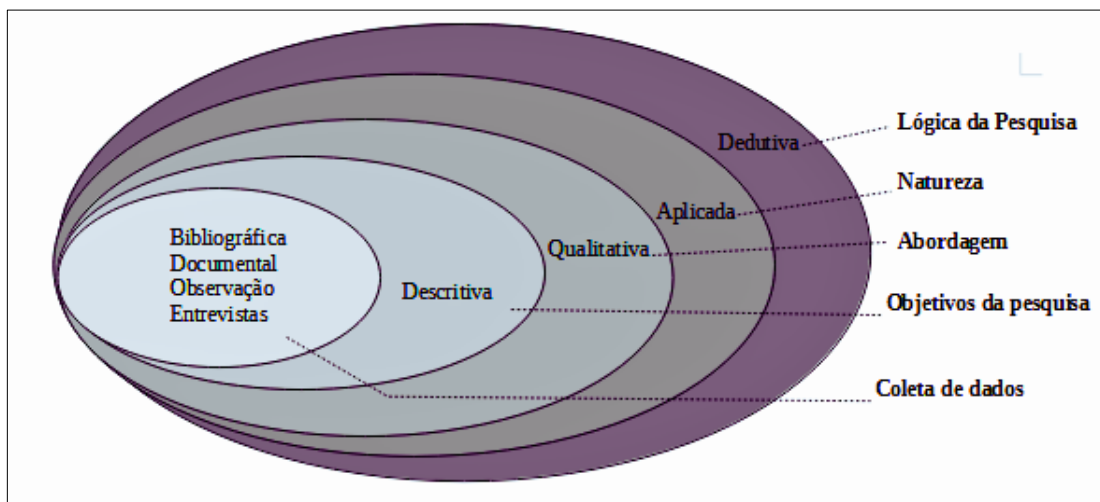 Dedutiva
Lógica da Pesquisa
Aplicada
Natureza
Qualitativa
Abordagem
Descritiva
Objetivos da pesquisa
Bibliográfica
Documental
Observação
Entrevistas
Coleta de dados